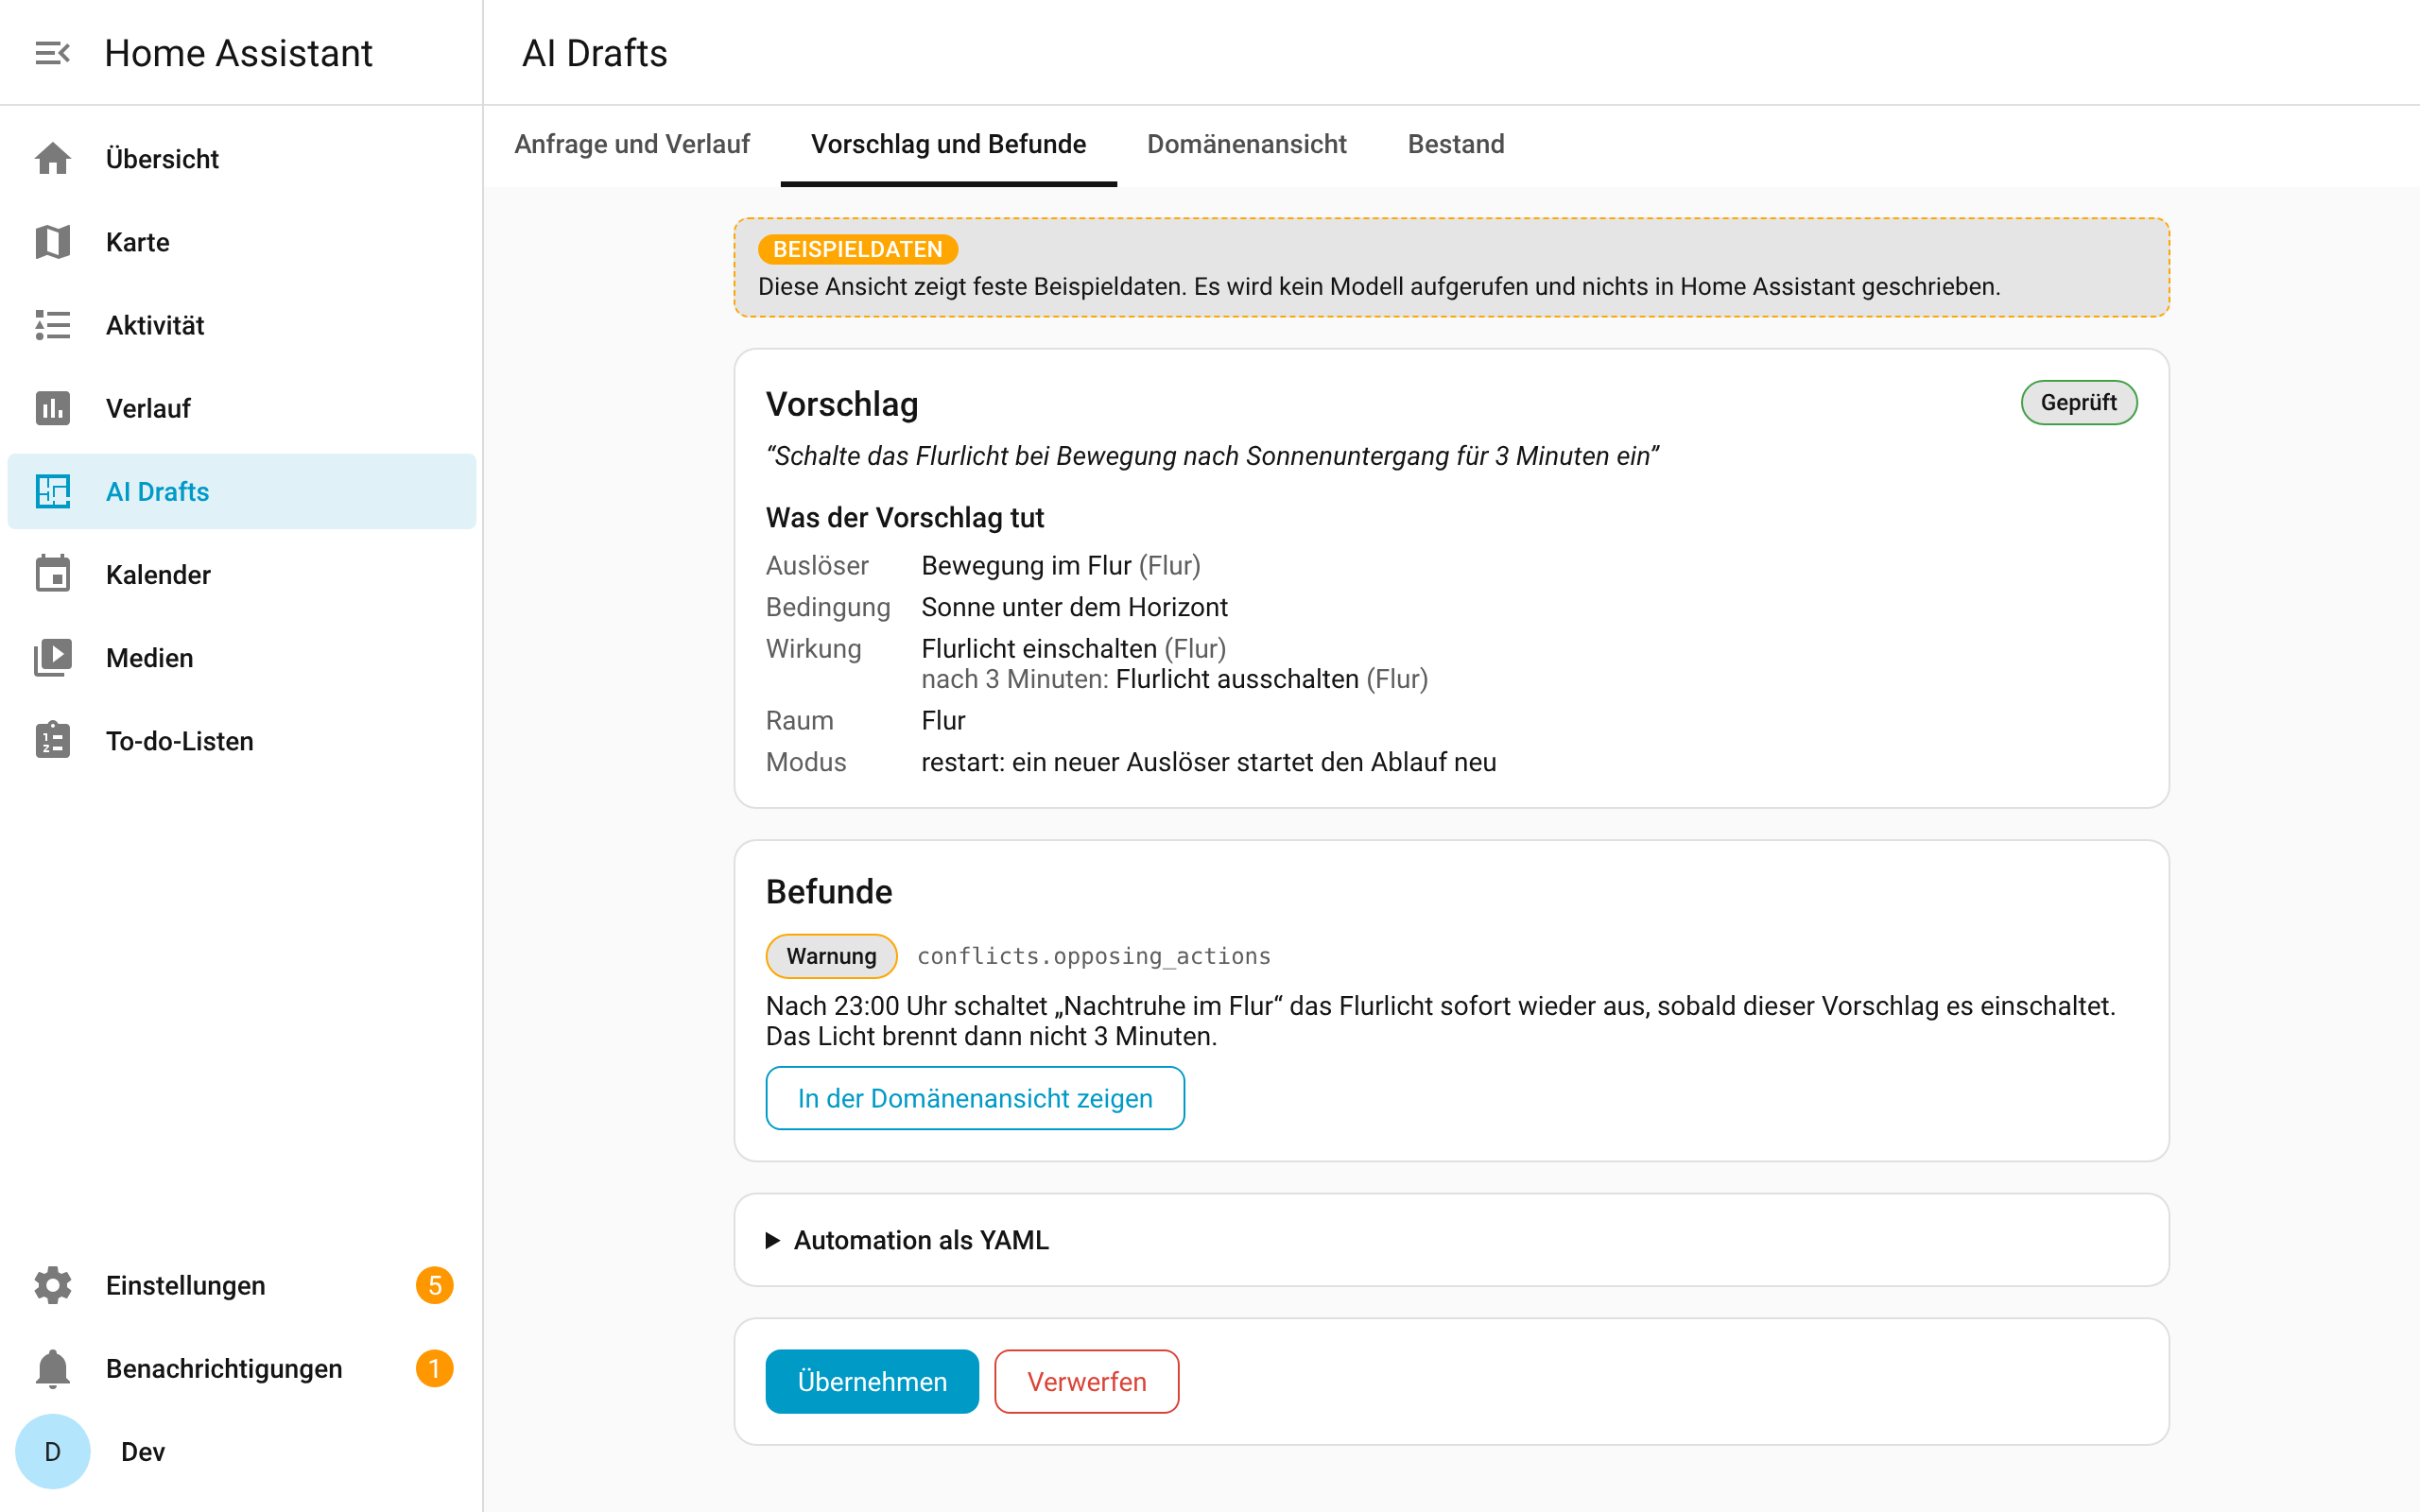 Home Assistant
AI Drafts
Übersicht
Karte
Aktivität
Verlauf
AI Drafts
Kalender
Medien
To-do-Listen
Einstellungen 5
Benachrichtigungen 1
D Dev
Anfrage und Verlauf Vorschlag und Befunde Domänenansicht Bestand
BEISPIELDATEN
Diese Ansicht zeigt feste Beispieldaten. Es wird kein Modell aufgerufen und nichts in Home Assistant geschrieben.
Vorschlag Geprüft
“Schalte das Flurlicht bei Bewegung nach Sonnenuntergang für 3 Minuten ein”
Was der Vorschlag tut
Auslöser Bewegung im Flur (Flur)
Bedingung Sonne unter dem Horizont
Wirkung Flurlicht einschalten (Flur)
nach 3 Minuten: Flurlicht ausschalten (Flur)
Raum Flur
Modus restart: ein neuer Auslöser startet den Ablauf neu
Befunde
Warnung conflicts.opposing_actions
Nach 23:00 Uhr schaltet „Nachtruhe im Flur“ das Flurlicht sofort wieder aus, sobald dieser Vorschlag es einschaltet.
Das Licht brennt dann nicht 3 Minuten.
In der Domänenansicht zeigen
Automation als YAML
Übernehmen Verwerfen